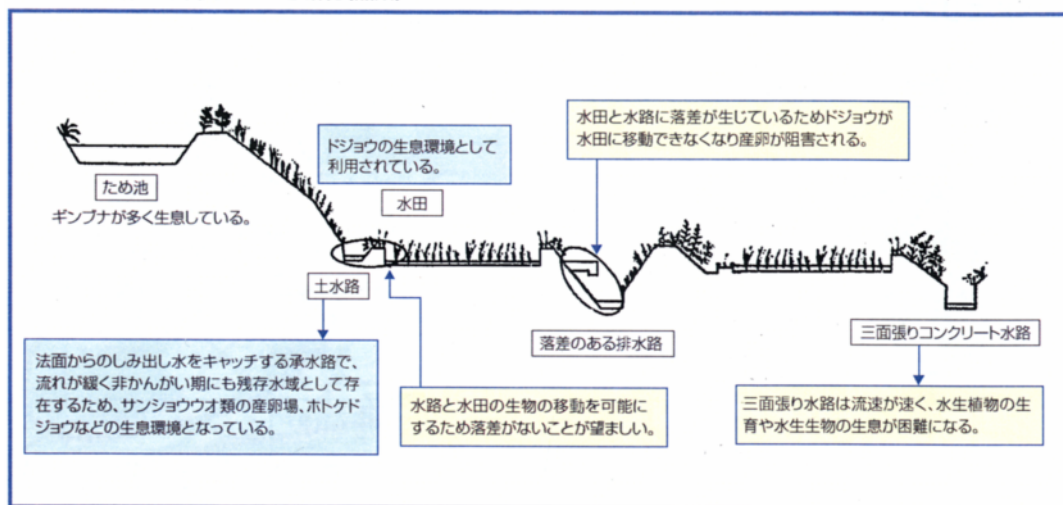 水田と水路に落差が生じているためドジョウが
水田に移動できなくなり産卵が阻害される。
ドジョウの生息環境として
利用されている。
ため池
水田
ギンブナが多く生息している。
土水路
落差のある排水路
三面張りコンクリート水路
法面からのしみ出し水をキャッチする承水路で、
流れが緩く非かんがい期にも残存水域として存
在するため、サンショウウオ類の産卵場、ホトケド
ジョウなどの生息環境となっている。
水路と水田の生物の移動を可能に
するため落差がないことが望ましい。
三面張り水路は流速が速く、水生植物の生
育や水生生物の生息が困難になる。